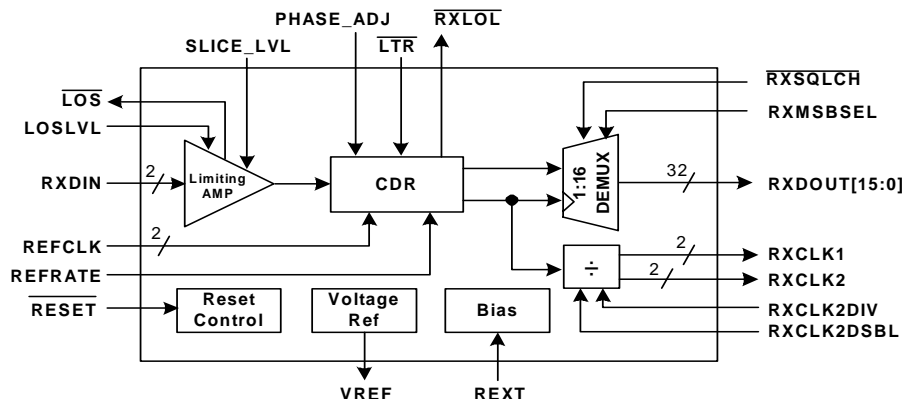 PHASE_ADJ
RXLOL
SLICE_LVL
LTR
LOS
LOSLVL
RXDIN
2
Limiting
AMP
CDR
1:16
DEMUX
RXSQLCH
RXMSBSEL
32
RXDOUT[15:0]
REFCLK
2
REFRATE
RESET
Reset
Control
Voltage
Ref
Bias
÷
2
RXCLK1
2
RXCLK2
RXCLK2DIV
RXCLK2DSBL
VREF
REXT